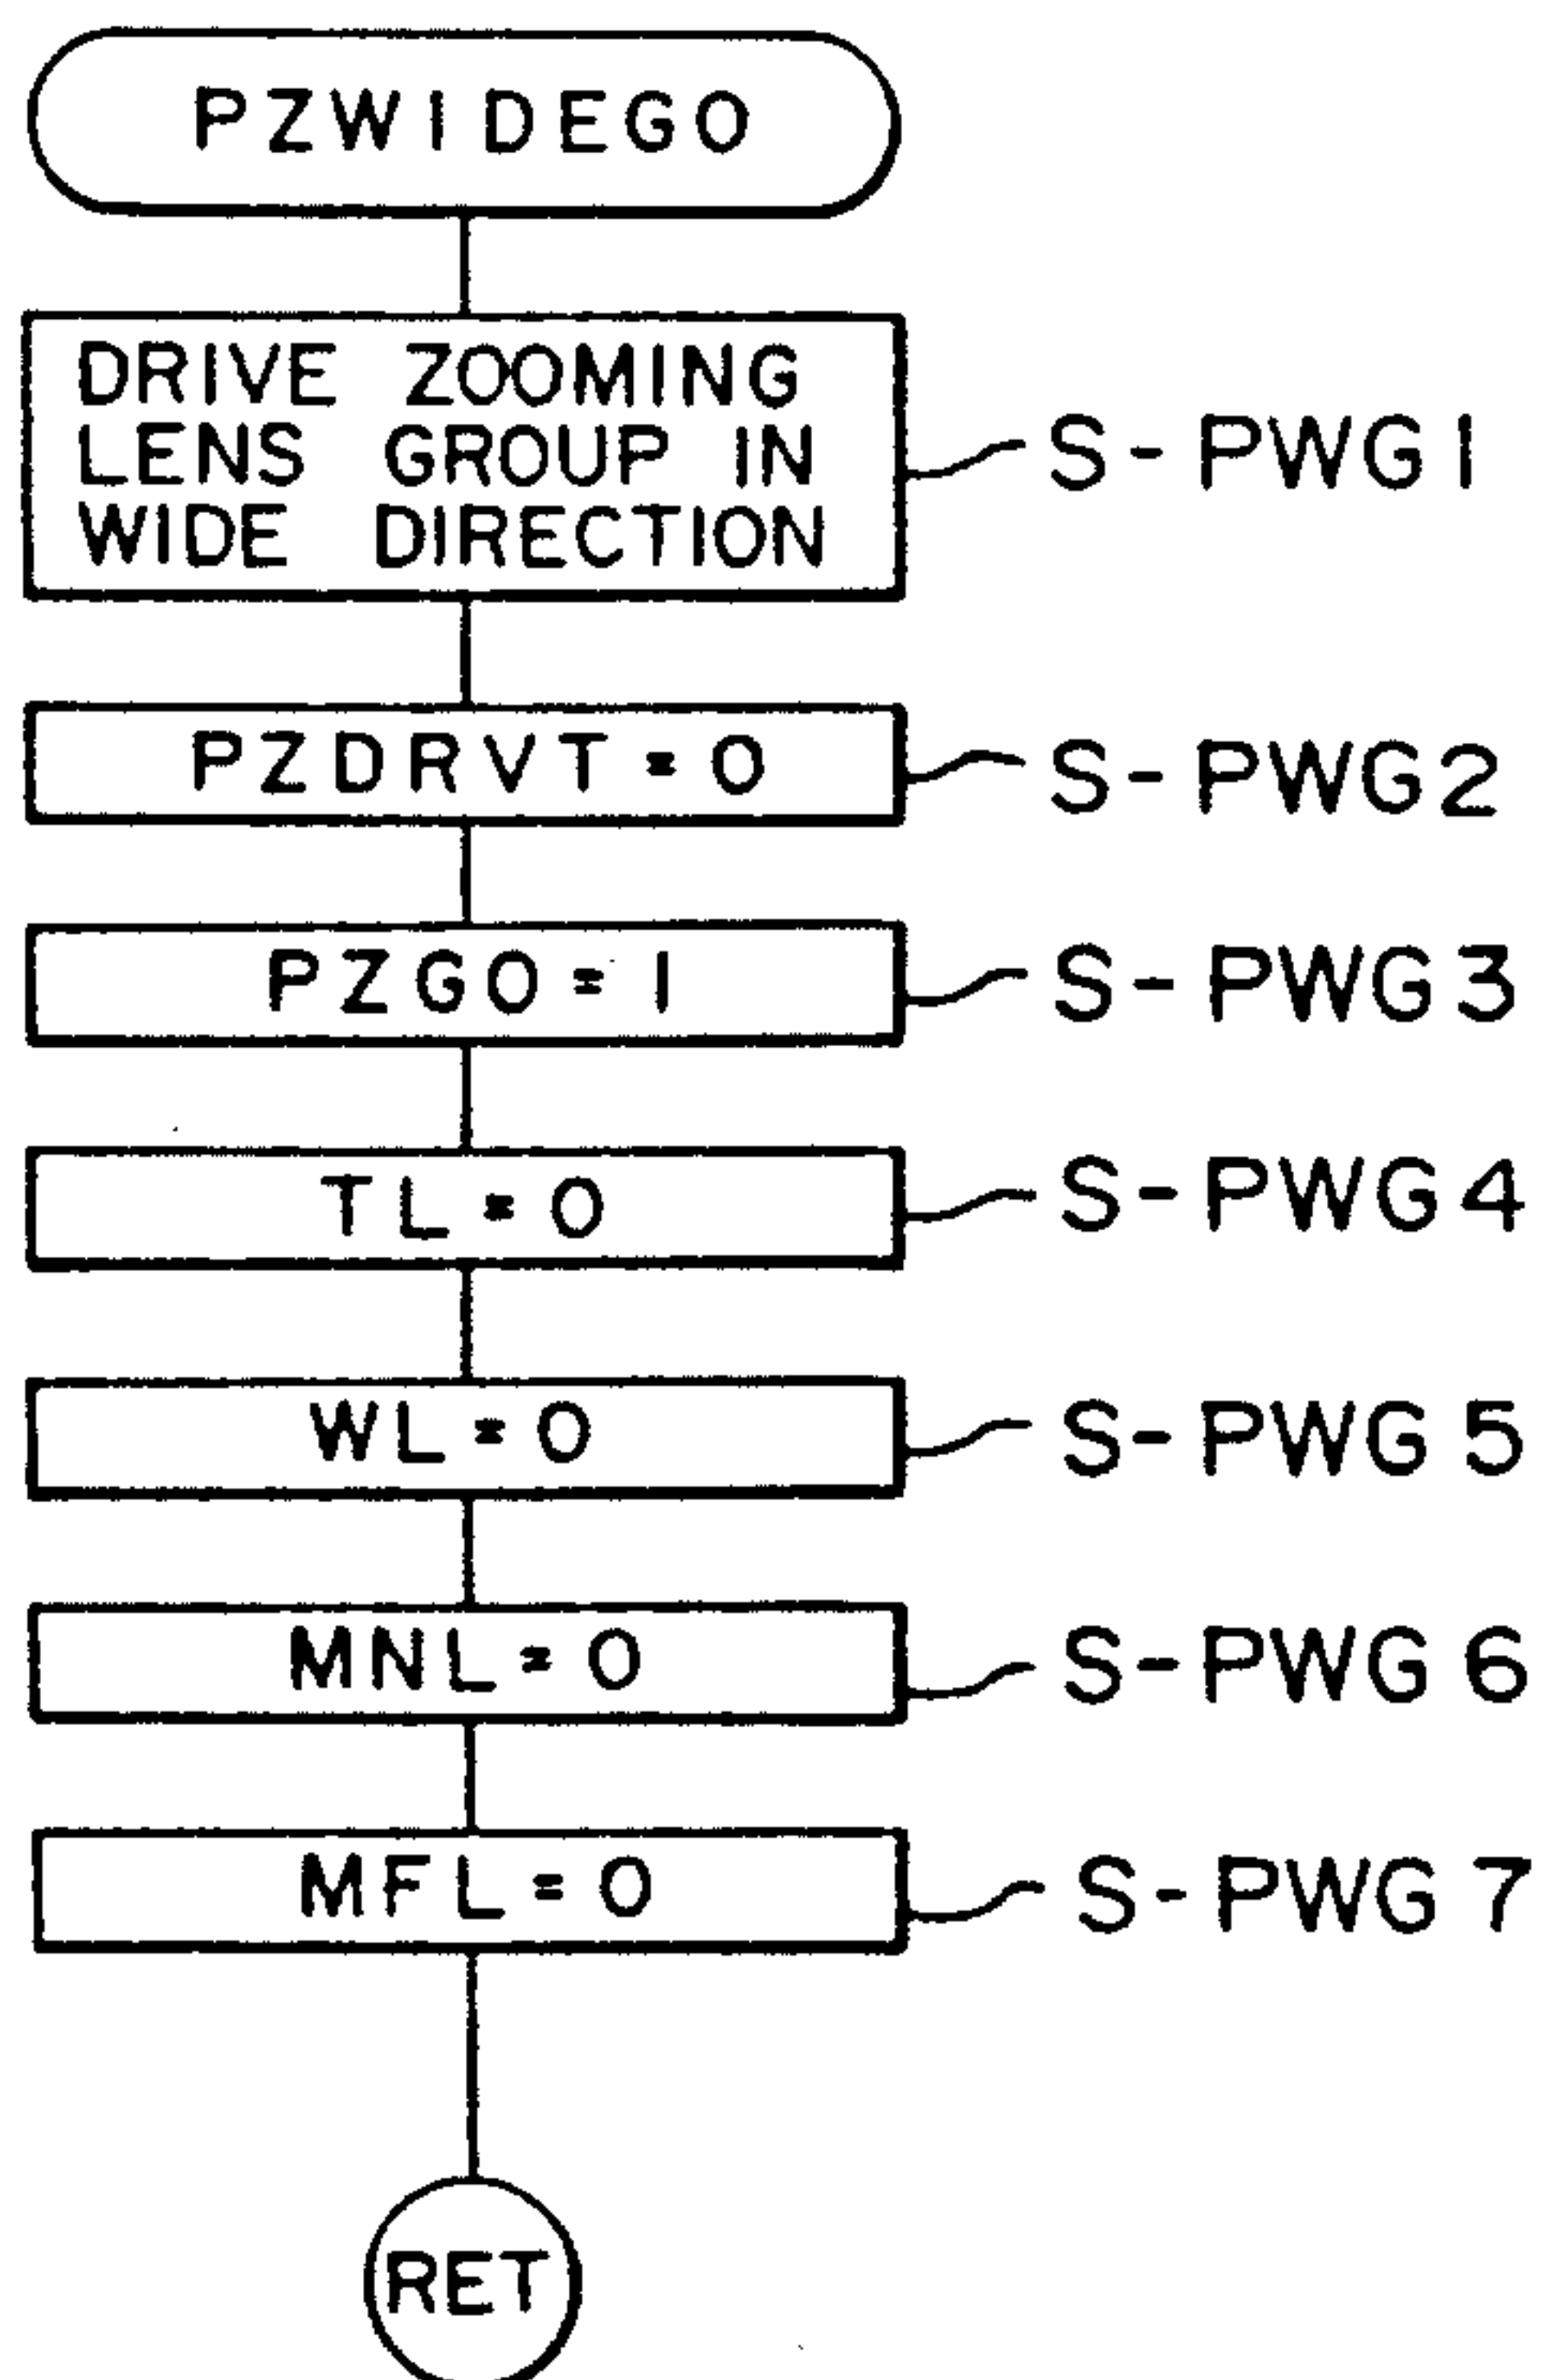 PZWIDEGO
DRIVE ZOOMING
LENS GROUP IN
WIDE DIRECTION
S-PWG1
PZDRVT=0
S-PWG2
PZGO=1
S-PWG3
TL=0
S-PWG4
WL=0
S-PWG5
MNL=0
S-PWG6
MFL=0
S-PWG7
RET